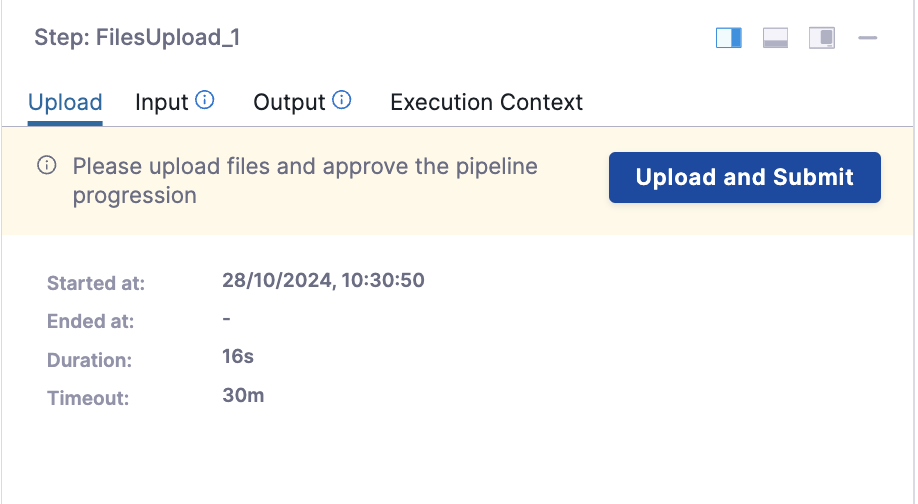 Step: FilesUpload_1
Upload Input Output Execution Context
Please upload files and approve the pipeline
progression
Upload and Submit
Started at: 28/10/2024, 10:30:50
Ended at: -
Duration: 16s
Timeout: 30m